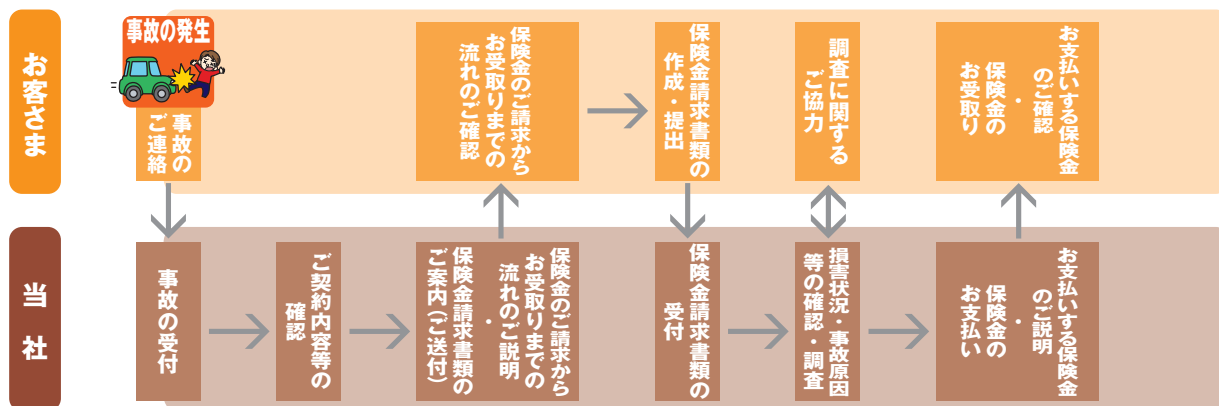 お客さま
事故の発生
事故の
ご連絡
保険金のご請求から
お受取りまでの
流れのご確認
保険金請求書類の
作成・提出
調査に関する
ご協力
お支払いする保険金
のご確認
・
保険金の
お受取り
当社
事故の受付
ご契約内容等の
確認
保険金のご請求から
お受取りまでの
流れのご説明
・
保険金請求書類の
ご案内（ご送付）
保険金請求書類の
受付
損害状況・事故原因
等の確認・調査
お支払いする保険金
のご説明
・
保険金の
お支払い